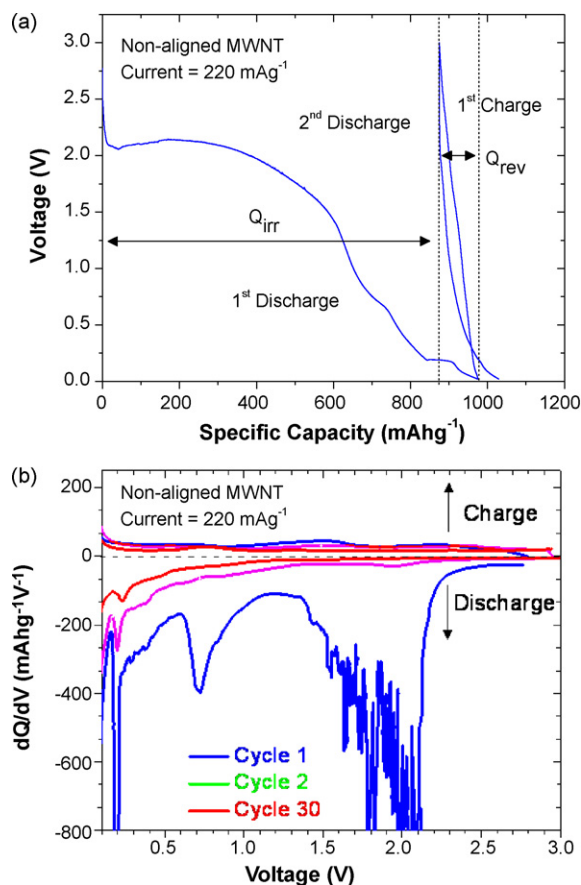 (a)
Non-aligned MWNT
Current = 220 mAg⁻¹
2ⁿᵈ Discharge
1ˢᵗ Charge
Q_rev
Q_irr
1ˢᵗ Discharge
Voltage (V)
3.0
2.5
2.0
1.5
1.0
0.5
0.0
0 200 400 600 800 1000 1200
Specific Capacity (mAhg⁻¹)
(b)
Non-aligned MWNT
Current = 220 mAg⁻¹
Charge
Discharge
dQ/dV (mAhg⁻¹V⁻¹)
200
0
-200
-400
-600
-800
Cycle 1
Cycle 2
Cycle 30
0.5 1.0 1.5 2.0 2.5 3.0
Voltage (V)